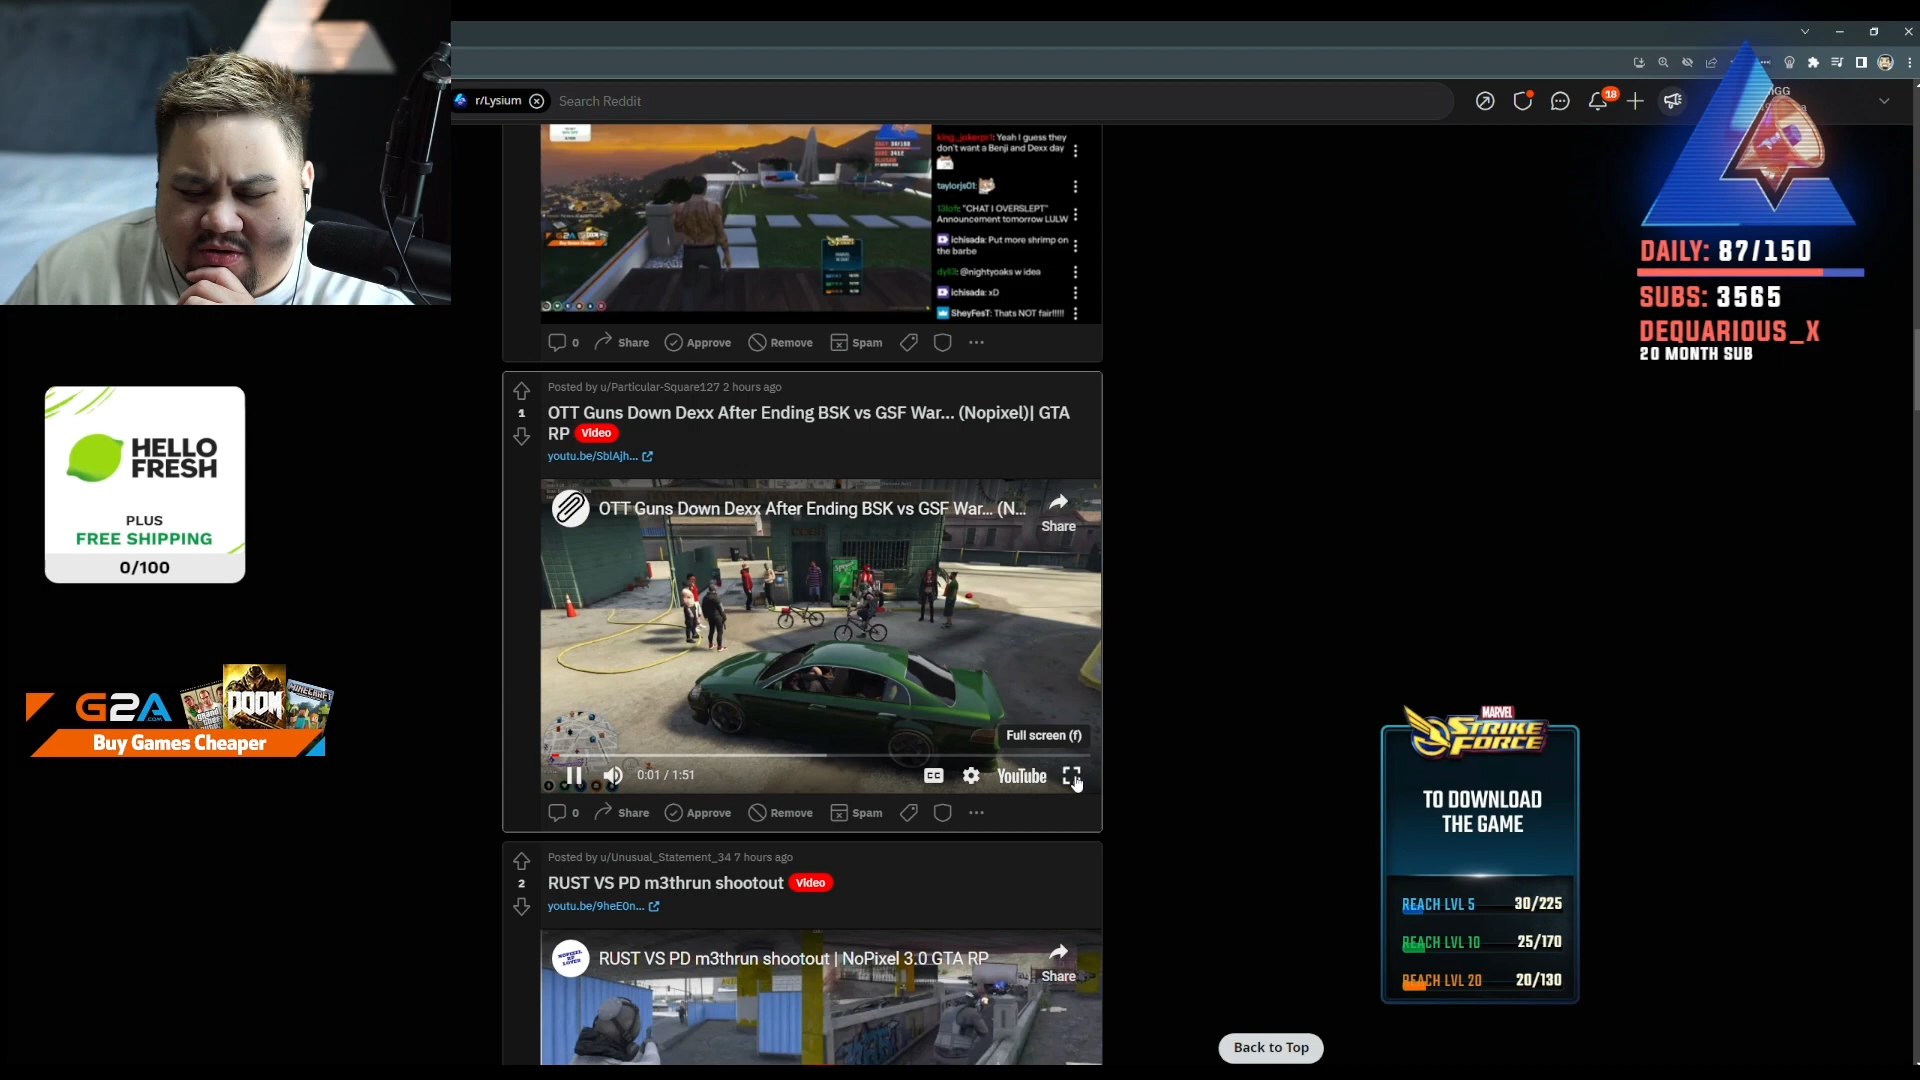 r/Lysium
Search Reddit
18
king_jokerpr1: Yeah I guess they
don't want a Benji and Dexx day
taylorjs01:
13lofc: "CHAT I OVERSLEPT"
Announcement tomorrow LULW
ichisada: Put more shrimp on
the barbe
dyll3: @nightyoaks w idea
ichisada: xD
SheyFesT: Thats NOT fair!!!!!
0 Share Approve Remove Spam
DAILY: 87/150
SUBS: 3565
DEQUARIOUS_X
20 MONTH SUB
Posted by u/Particular-Square127 2 hours ago
1
OTT Guns Down Dexx After Ending BSK vs GSF War... (Nopixel)| GTA
RP Video
youtu.be/SblAjh...
OTT Guns Down Dexx After Ending BSK vs GSF War... (N...
Share
Full screen (f)
0:01 / 1:51
CC
YouTube
0 Share Approve Remove Spam
Posted by u/Unusual_Statement_34 7 hours ago
2
RUST VS PD m3thrun shootout Video
youtu.be/9heE0n...
RUST VS PD m3thrun shootout | NoPixel 3.0 GTA RP
Share
HELLO
FRESH
PLUS
FREE SHIPPING
0/100
G2A.COM
DOOM
MINECRAFT
Buy Games Cheaper
MARVEL
STRIKE
FORCE
TO DOWNLOAD
THE GAME
REACH LVL 5 30/225
REACH LVL 10 25/170
REACH LVL 20 20/130
Back to Top